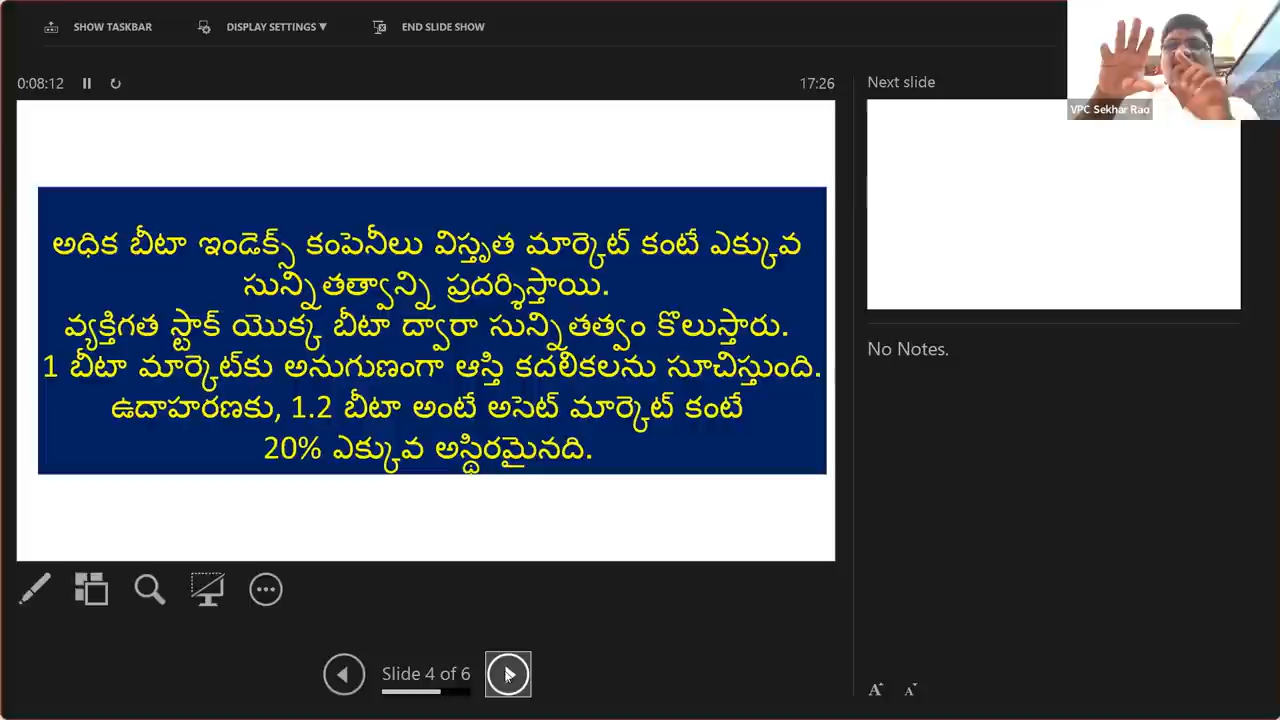 SHOW TASKBAR
DISPLAY SETTINGS ▼
END SLIDE SHOW
0:08:12
17:26
Next slide
VPC Sekhar Rao
అధిక బీటా ఇండెక్స్ కంపెనీలు విస్తృత మార్కెట్ కంటే ఎక్కువ
సున్నితత్వాన్ని ప్రదర్శిస్తాయి.
వ్యక్తిగత స్టాక్ యొక్క బీటా ద్వారా సున్నితత్వం కొలుస్తారు.
1 బీటా మార్కెట్‌కు అనుగుణంగా ఆస్తి కదలికలను సూచిస్తుంది.
ఉదాహరణకు, 1.2 బీటా అంటే అసెట్ మార్కెట్ కంటే
20% ఎక్కువ అస్థిరమైనది.
No Notes.
Slide 4 of 6
A A